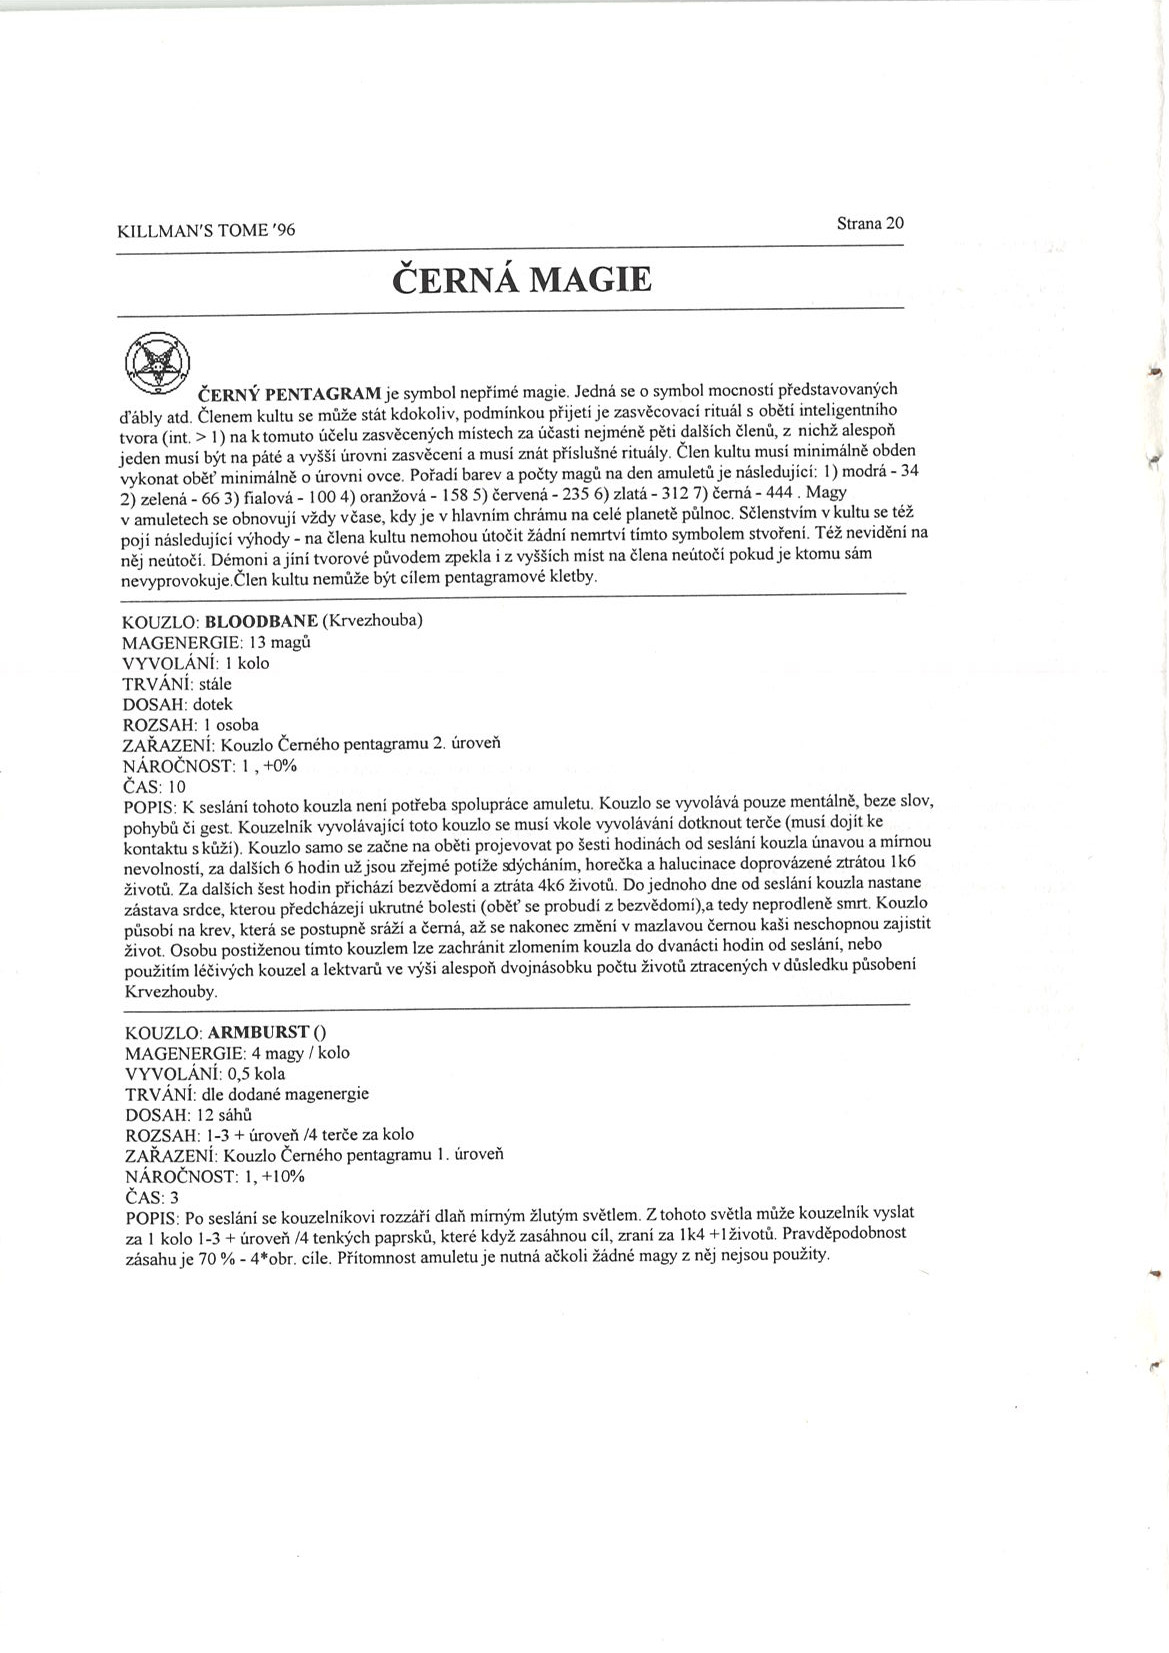 KILLMAN'S TOME '96
Strana 20
ČERNÁ MAGIE
ČERNÝ PENTAGRAM je symbol nepřímé magie. Jedná se o symbol mocností představovaných
ďábly atd. Členem kultu se může stát kdokoliv, podmínkou přijetí je zasvěcovací rituál s obětí inteligentního
tvora (int. > 1) na k tomuto účelu zasvěcených místech za účasti nejméně pěti dalších členů, z nichž alespoň
jeden musí být na páté a vyšší úrovni zasvěcení a musí znát příslušné rituály. Člen kultu musí minimálně obden
vykonat oběť minimálně o úrovni ovce. Pořadí barev a počty magů na den amuletů je následující: 1) modrá - 34
2) zelená - 66 3) fialová - 100 4) oranžová - 158 5) červená - 235 6) zlatá - 312 7) černá - 444 . Magy
v amuletech se obnovují vždy v čase, kdy je v hlavním chrámu na celé planetě půlnoc. Sčlenstvím v kultu se též
pojí následující výhody - na člena kultu nemohou útočit žádní nemrtví tímto symbolem stvoření. Též nevidění na
něj neútočí. Démoni a jíní tvorové původem zpekla i z vyšších míst na člena neútočí pokud je ktomu sám
nevyprovokuje.Člen kultu nemůže být cílem pentagramové kletby.
KOUZLO: BLOODBANE (Krvezhouba)
MAGENERGIE: 13 magů
VYVOLÁNÍ: 1 kolo
TRVÁNÍ: stále
DOSAH: dotek
ROZSAH: 1 osoba
ZAŘAZENÍ: Kouzlo Černého pentagramu 2. úroveň
NÁROČNOST: 1 , +0%
ČAS: 10
POPIS: K seslání tohoto kouzla není potřeba spolupráce amuletu. Kouzlo se vyvolává pouze mentálně, beze slov,
pohybů či gest. Kouzelník vyvolávající toto kouzlo se musí vkole vyvolávání dotknout terče (musí dojít ke
kontaktu s kůží). Kouzlo samo se začne na oběti projevovat po šesti hodinách od seslání kouzla únavou a mírnou
nevolností, za dalších 6 hodin už jsou zřejmé potíže sdýcháním, horečka a halucinace doprovázené ztrátou 1k6
životů. Za dalších šest hodin přichází bezvědomí a ztráta 4k6 životů. Do jednoho dne od seslání kouzla nastane
zástava srdce, kterou předcházejí ukrutné bolesti (oběť se probudí z bezvědomí),a tedy neprodleně smrt. Kouzlo
působí na krev, která se postupně sráží a černá, až se nakonec změní v mazlavou černou kaši neschopnou zajistit
život. Osobu postiženou tímto kouzlem lze zachránit zlomením kouzla do dvanácti hodin od seslání, nebo
použitím léčivých kouzel a lektvarů ve výši alespoň dvojnásobku počtu životů ztracených v důsledku působení
Krvezhouby.
KOUZLO: ARMBURST ()
MAGENERGIE: 4 magy / kolo
VYVOLÁNÍ: 0,5 kola
TRVÁNÍ: dle dodané magenergie
DOSAH: 12 sáhů
ROZSAH: 1-3 + úroveň /4 terče za kolo
ZAŘAZENÍ: Kouzlo Černého pentagramu 1. úroveň
NÁROČNOST: 1, +10%
ČAS: 3
POPIS: Po seslání se kouzelníkovi rozzáří dlaň mírným žlutým světlem. Z tohoto světla může kouzelník vyslat
za 1 kolo 1-3 + úroveň /4 tenkých paprsků, které když zasáhnou cíl, zraní za 1k4 +1životů. Pravděpodobnost
zásahu je 70 % - 4*obr. cíle. Přítomnost amuletu je nutná ačkoli žádné magy z něj nejsou použity.